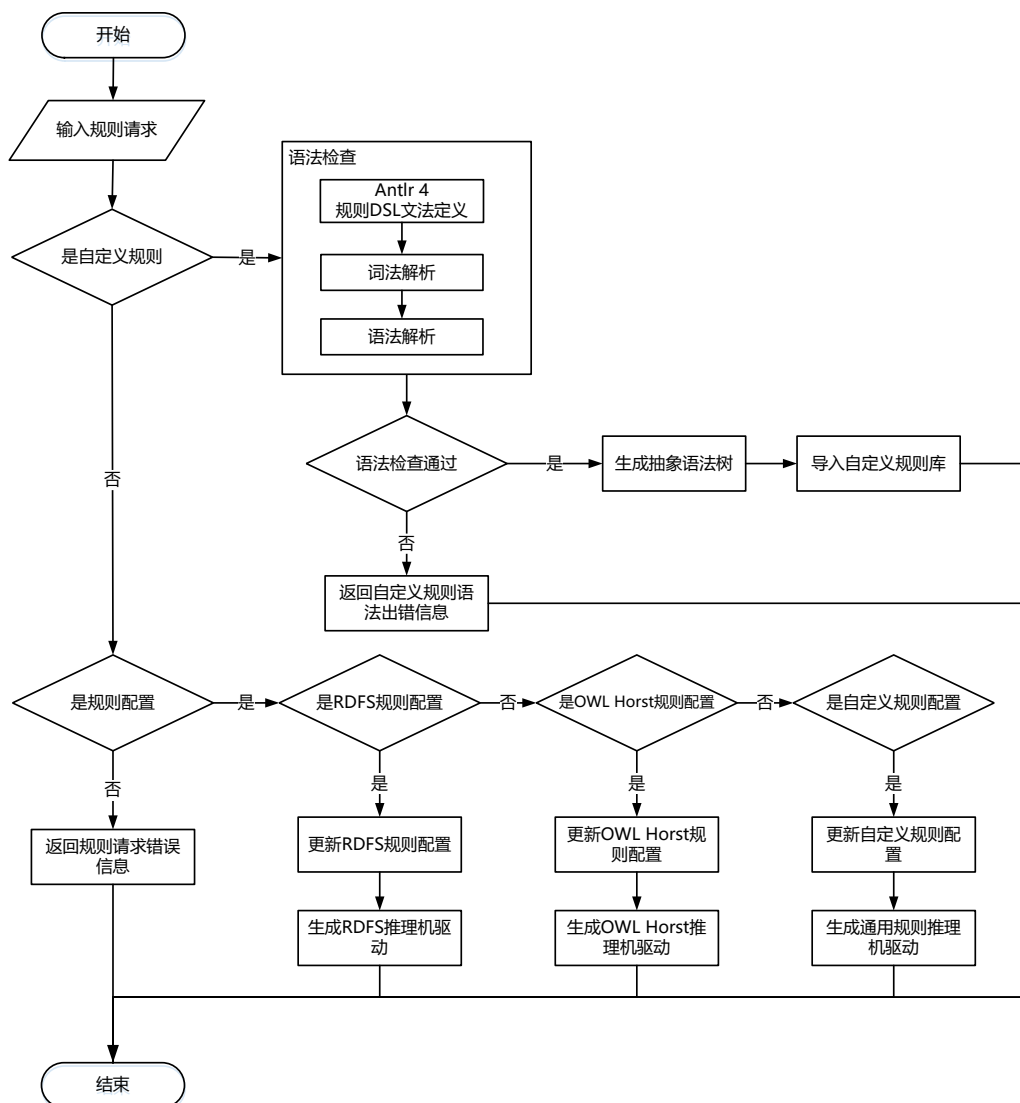 开始
输入规则请求
语法检查
Antlr 4
规则DSL文法定义
是自定义规则
是
词法解析
语法解析
语法检查通过
是
生成抽象语法树
导入自定义规则库
否
否
返回自定义规则语
法出错信息
是规则配置
是
是RDFS规则配置
否
是OWL Horst规则配置
否
是自定义规则配置
否
是
是
是
返回规则请求错误
信息
更新RDFS规则配置
更新OWL Horst规
则配置
更新自定义规则配
置
生成RDFS推理机驱
动
生成OWL Horst推
理机驱动
生成通用规则推理
机驱动
结束